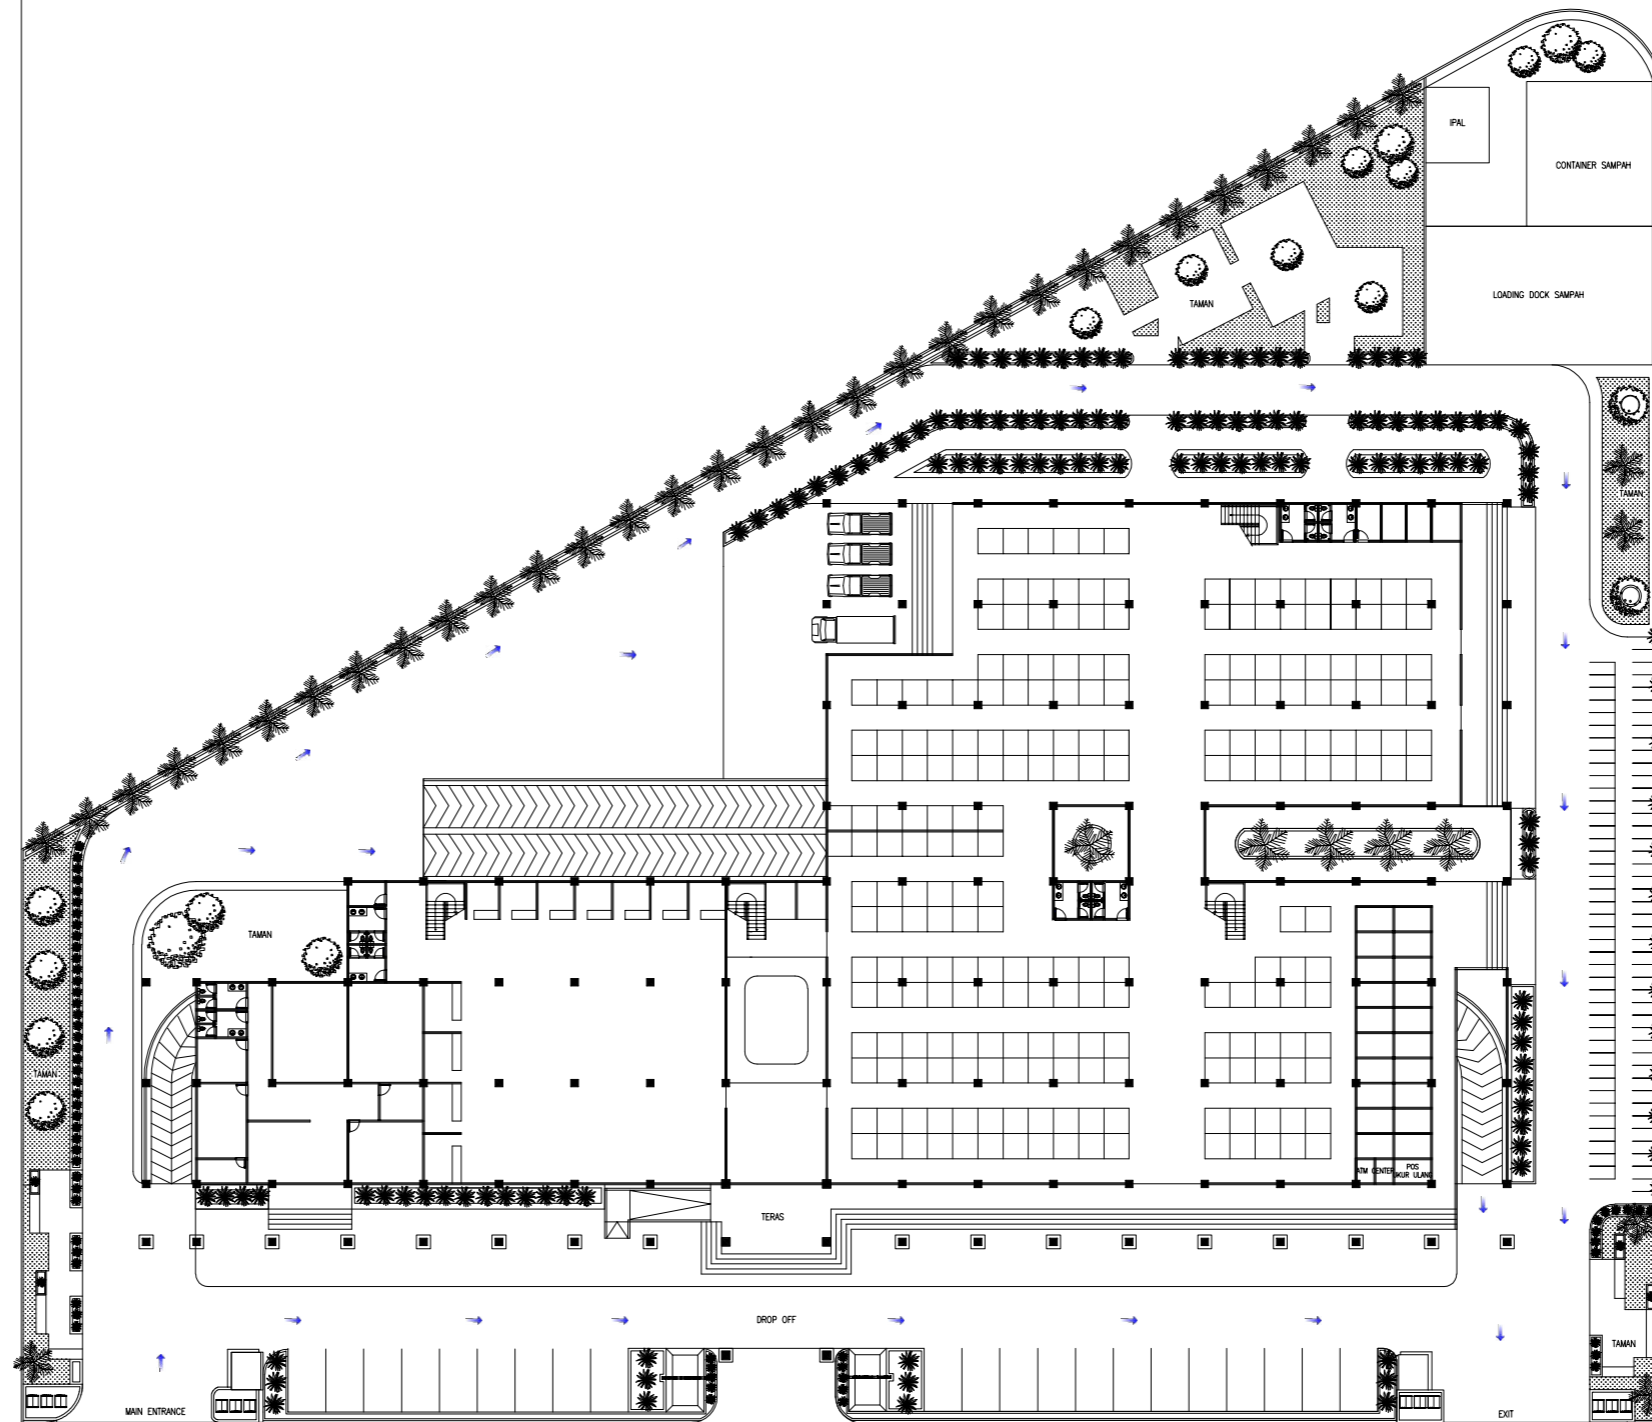 IPAL
CONTAINER SAMPAH
LOADING DOCK SAMPAH
TAMAN
TAMAN
TAMAN
TAMAN
ATM CENTER
POS
UKUR ULANG
TERAS
DROP OFF
TAMAN
MAIN ENTRANCE
EXIT